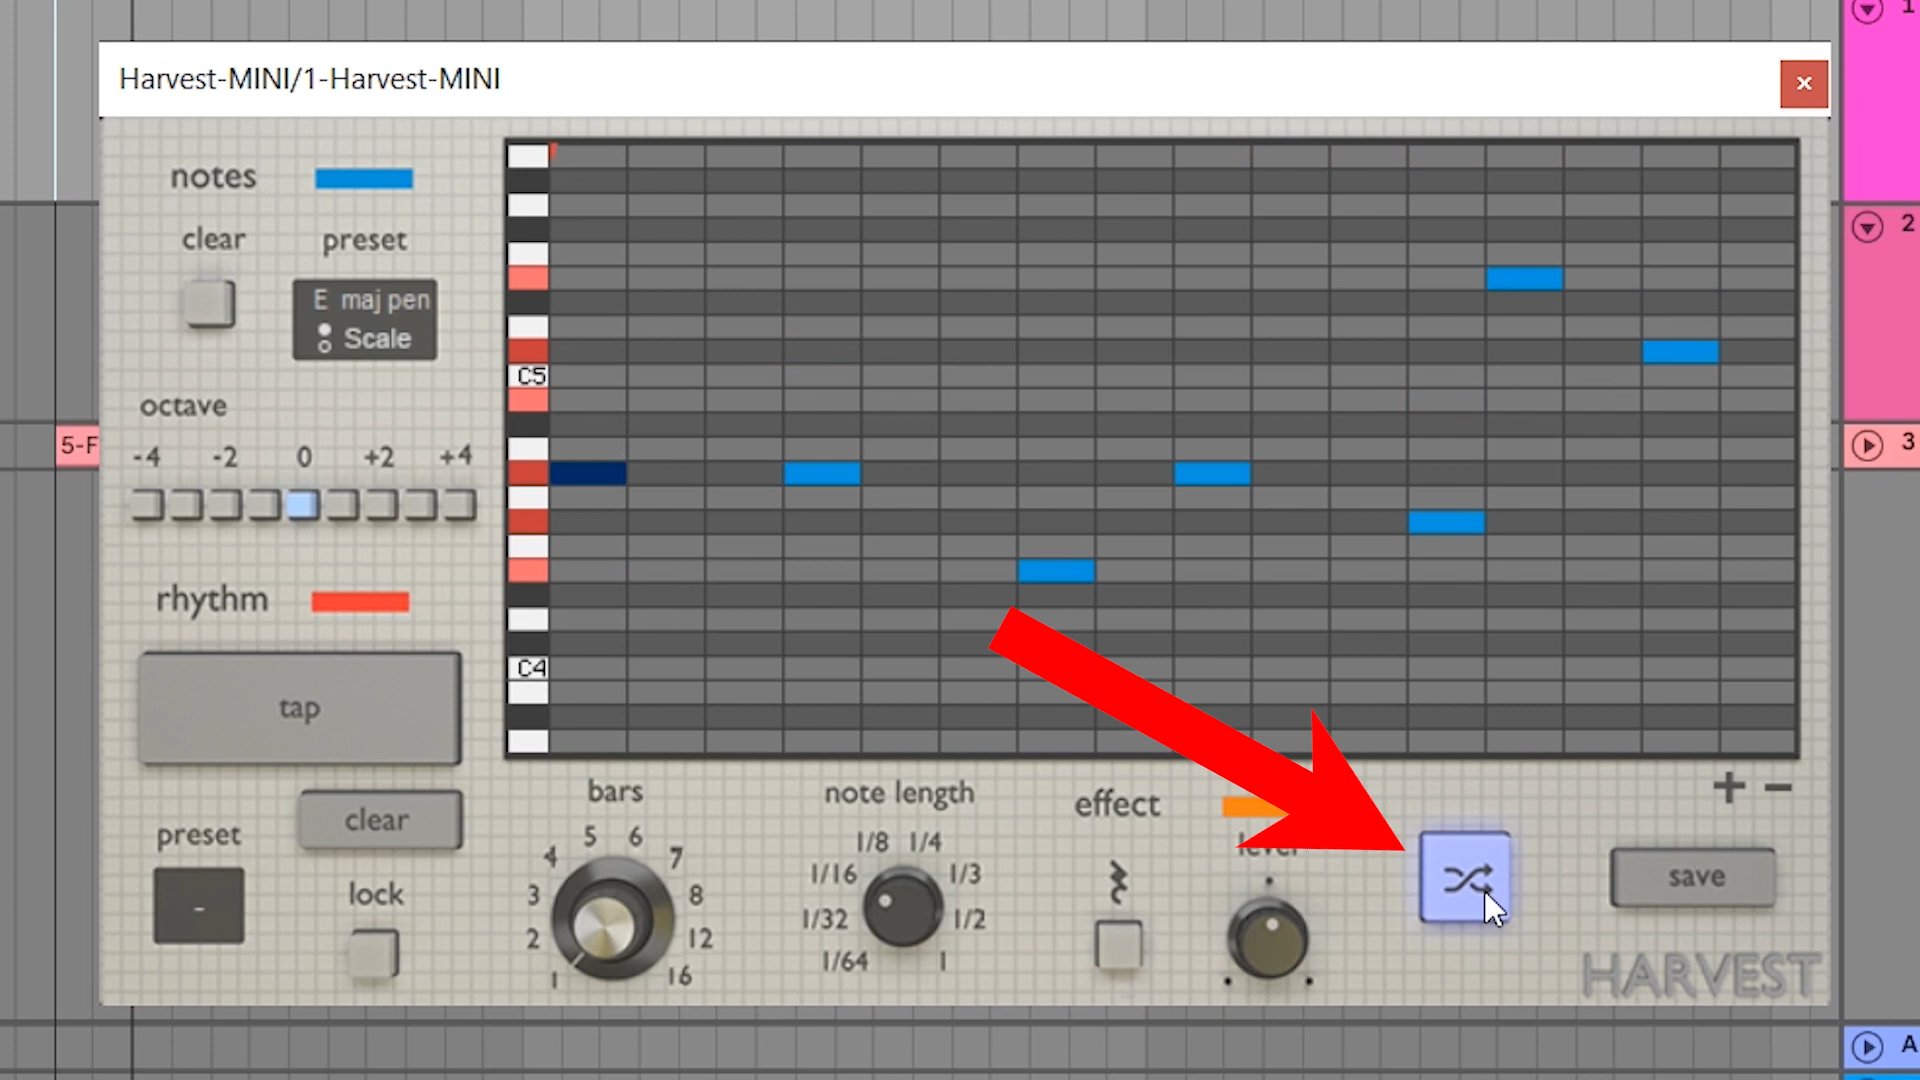 1
Harvest-MINI/1-Harvest-MINI
x
notes
clear
preset
E maj pen
Scale
2
octave
-4 -2 0 +2 +4
5-F
3
C5
rhythm
C4
tap
clear
preset
-
lock
bars
1 2 3 4 5 6 7 8 12 16
note length
1/64 1/32 1/16 1/8 1/4 1/3 1/2 1
effect
level
+ −
save
HARVEST
A